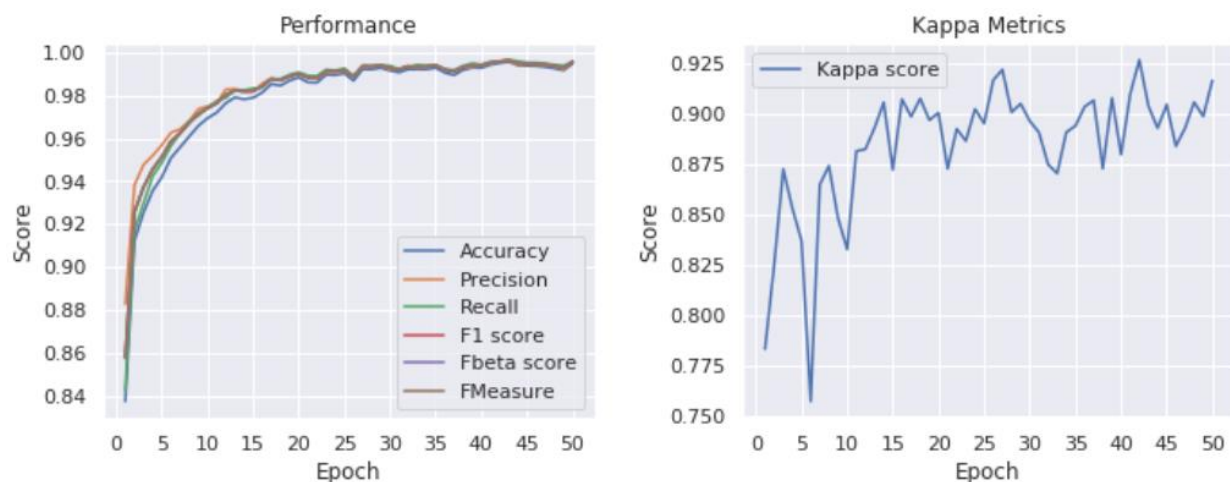 Performance
Score
1.00
0.98
0.96
0.94
0.92
0.90
0.88
0.86
0.84
Accuracy
Precision
Recall
F1 score
Fbeta score
FMeasure
0 5 10 15 20 25 30 35 40 45 50
Epoch
Kappa Metrics
Score
0.925
0.900
0.875
0.850
0.825
0.800
0.775
0.750
Kappa score
0 5 10 15 20 25 30 35 40 45 50
Epoch